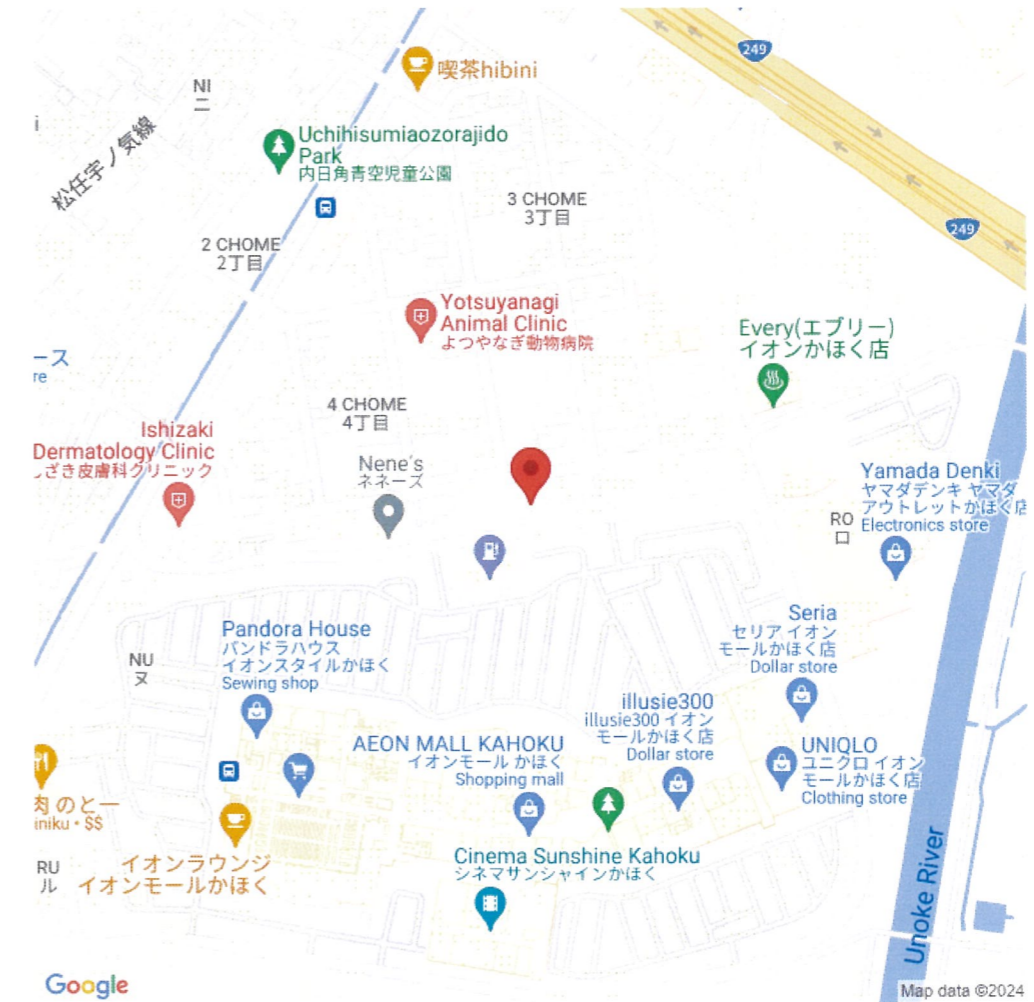 249
喫茶hibini
NI
二
i
松任宇ノ気線
Uchihisumiaozorajido
Park
内日角青空児童公園
3 CHOME
3丁目
249
2 CHOME
2丁目
Yotsuyanagi
Animal Clinic
よつやなぎ動物病院
Every(エブリー)
イオンかほく店
ース
re
4 CHOME
4丁目
Ishizaki
Dermatology Clinic
しざき皮膚科クリニック
Nene's
ネネーズ
Yamada Denki
ヤマダデンキ ヤマダ
アウトレットかほく店
Electronics store
RO
口
Seria
セリア イオン
モールかほく店
Dollar store
Pandora House
パンドラハウス
イオンスタイルかほく
Sewing shop
NU
ヌ
illusie300
illusie300 イオン
モールかほく店
Dollar store
AEON MALL KAHOKU
イオンモール かほく
Shopping mall
UNIQLO
ユニクロ イオン
モールかほく店
Clothing store
肉 のと一
iniku・$$
イオンラウンジ
イオンモールかほく
RU
ル
Cinema Sunshine Kahoku
シネマサンシャインかほく
Unoke River
Google
Map data ©2024